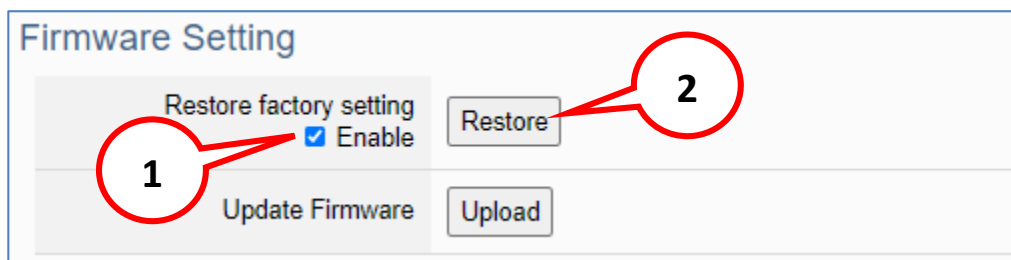 Firmware Setting
Restore factory setting
Enable
Restore
1
2
Update Firmware
Upload